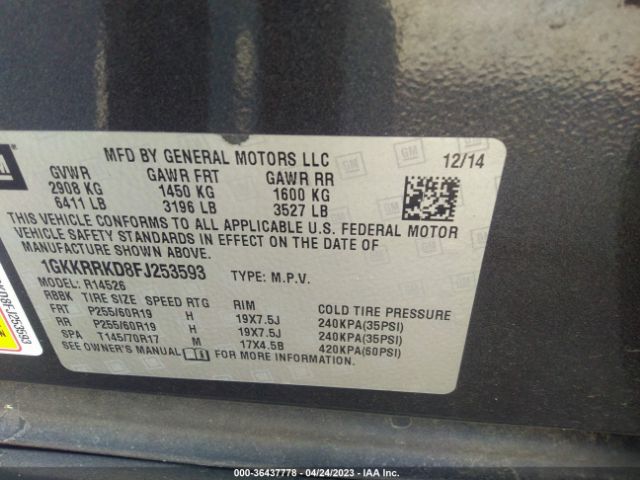 GM
MFD BY GENERAL MOTORS LLC 12/14
GVWR GAWR FRT GAWR RR
2908 KG 1450 KG 1600 KG
6411 LB 3196 LB 3527 LB
THIS VEHICLE CONFORMS TO ALL APPLICABLE U.S. FEDERAL MOTOR
VEHICLE SAFETY STANDARDS IN EFFECT ON THE DATE OF
MANUFACTURE SHOWN ABOVE.
1GKKRRKD8FJ253593 TYPE: M.P.V.
MODEL: R14526
RBBK TIRE SIZE SPEED RTG RIM COLD TIRE PRESSURE
FRT P255/60R19 H 19X7.5J 240KPA(35PSI)
RR P255/60R19 H 19X7.5J 240KPA(35PSI)
SPA T145/70R17 M 17X4.5B 420KPA(60PSI)
SEE OWNER'S MANUAL
KD8FJ253593
000-36437778 - 04/24/2023 - IAA Inc.